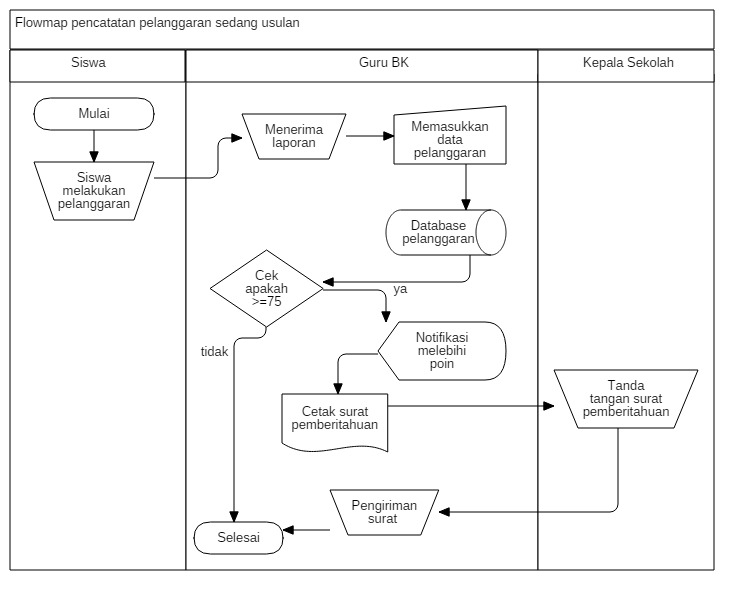 Flowmap pencatatan pelanggaran sedang usulan
Siswa
Guru BK
Kepala Sekolah
Mulai
Siswa
melakukan
pelanggaran
Menerima
laporan
Memasukkan
data
pelanggaran
Database
pelanggaran
Cek
apakah
>=75
ya
tidak
Notifikasi
melebihi
poin
Cetak surat
pemberitahuan
Tanda
tangan surat
pemberitahuan
Pengiriman
surat
Selesai